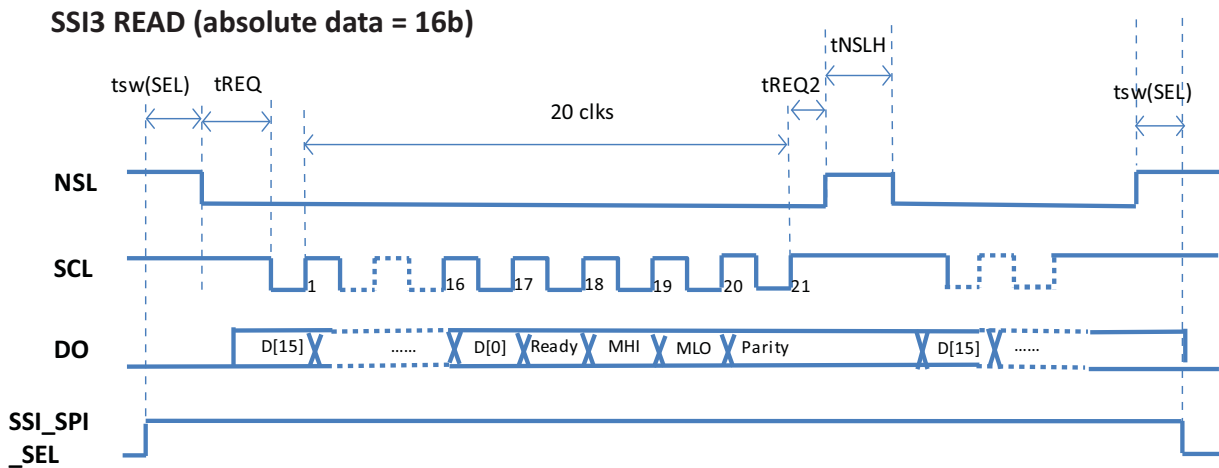 SSI3 READ (absolute data = 16b)
tNSLH
tsw(SEL) tREQ tREQ2 tsw(SEL)
20 clks
NSL
SCL 1 16 17 18 19 20 21
DO D[15] ...... D[0] Ready MHI MLO Parity D[15] ......
SSI_SPI
_SEL